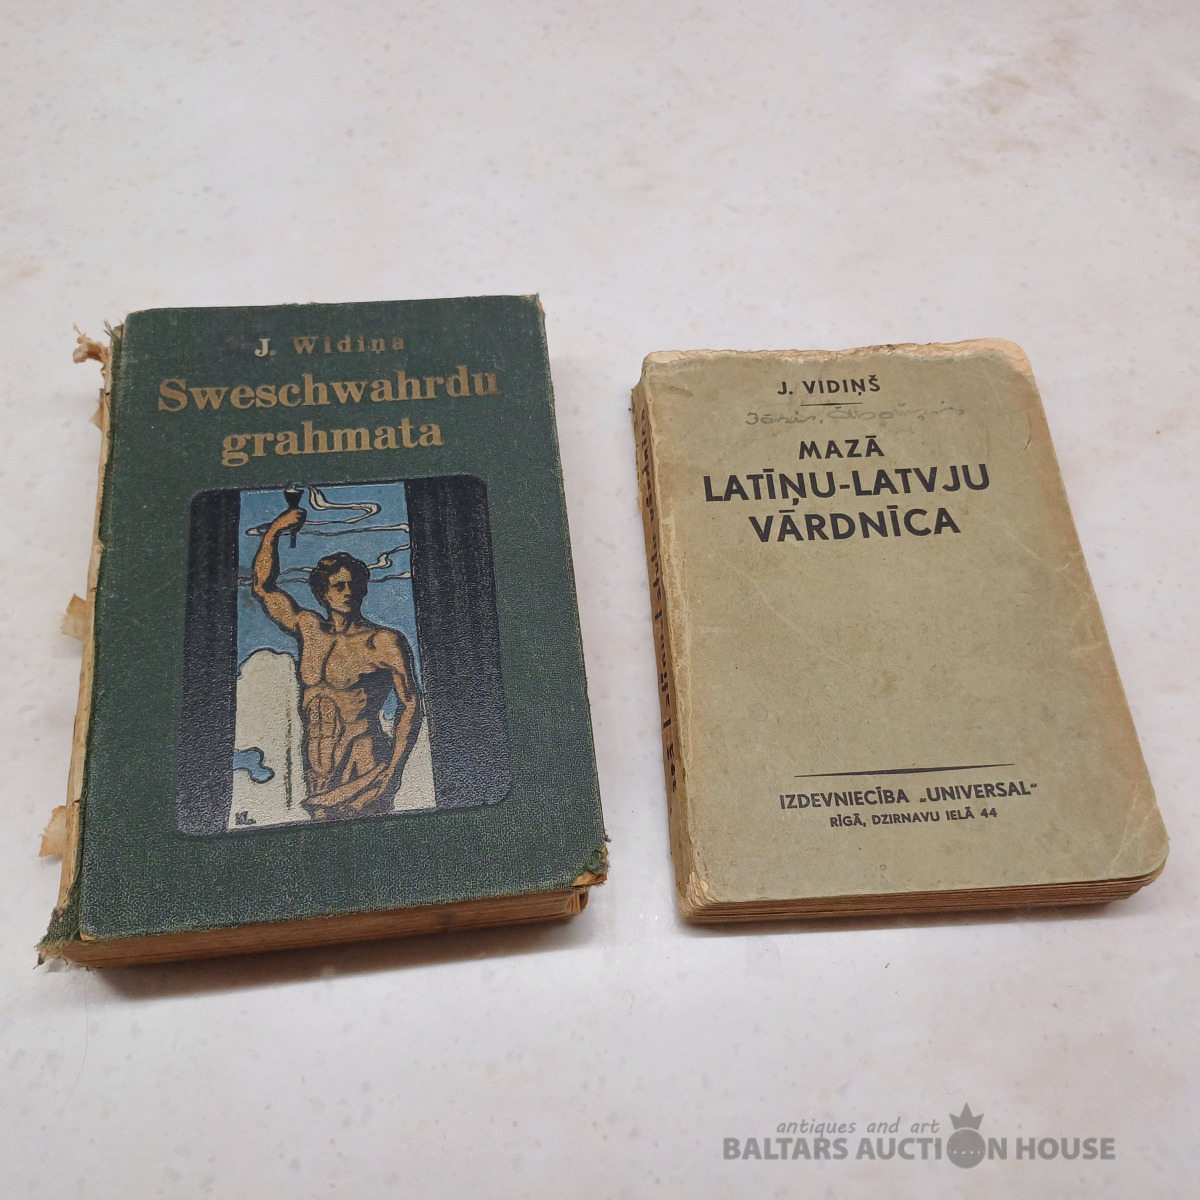 J. Widiņa
Sweschwahrdu
grahmata
J. VIDIŅŠ
MAZĀ
LATĪŅU-LATVJU
VĀRDNĪCA
IZDEVNIECĪBA „UNIVERSAL"
RĪGĀ, DZIRNAVU IELĀ 44
antiques and art
BALTARS AUCTION HOUSE